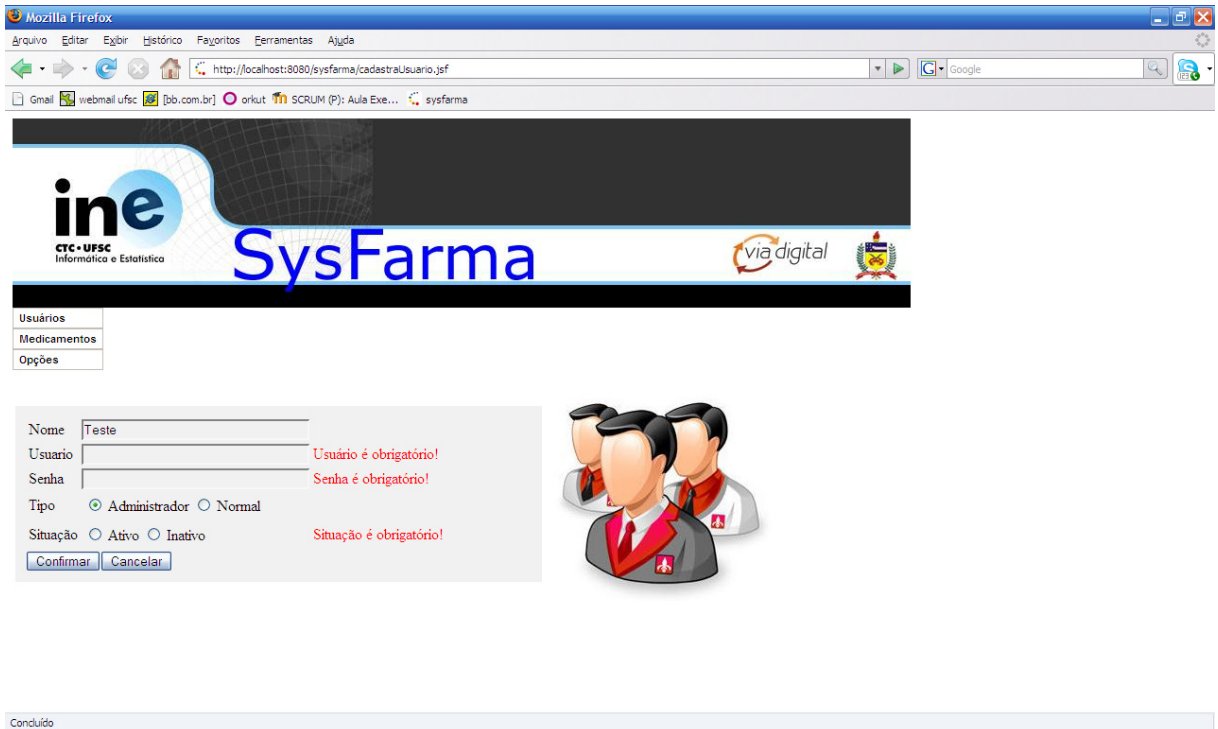 Mozilla Firefox
Arquivo Editar Exibir Histórico Favoritos Ferramentas Ajuda
http://localhost:8080/sysfarma/cadastraUsuario.jsf
G Google
Gmail webmail ufsc [bb.com.br] orkut SCRUM (P): Aula Exe... sysfarma
ine
CTC • UFSC
Informática e Estatística
SysFarma
via digital
Usuários
Medicamentos
Opções
Nome Teste
Usuario Usuário é obrigatório!
Senha Senha é obrigatório!
Tipo Administrador Normal
Situação Ativo Inativo Situação é obrigatório!
Confirmar Cancelar
Concluído